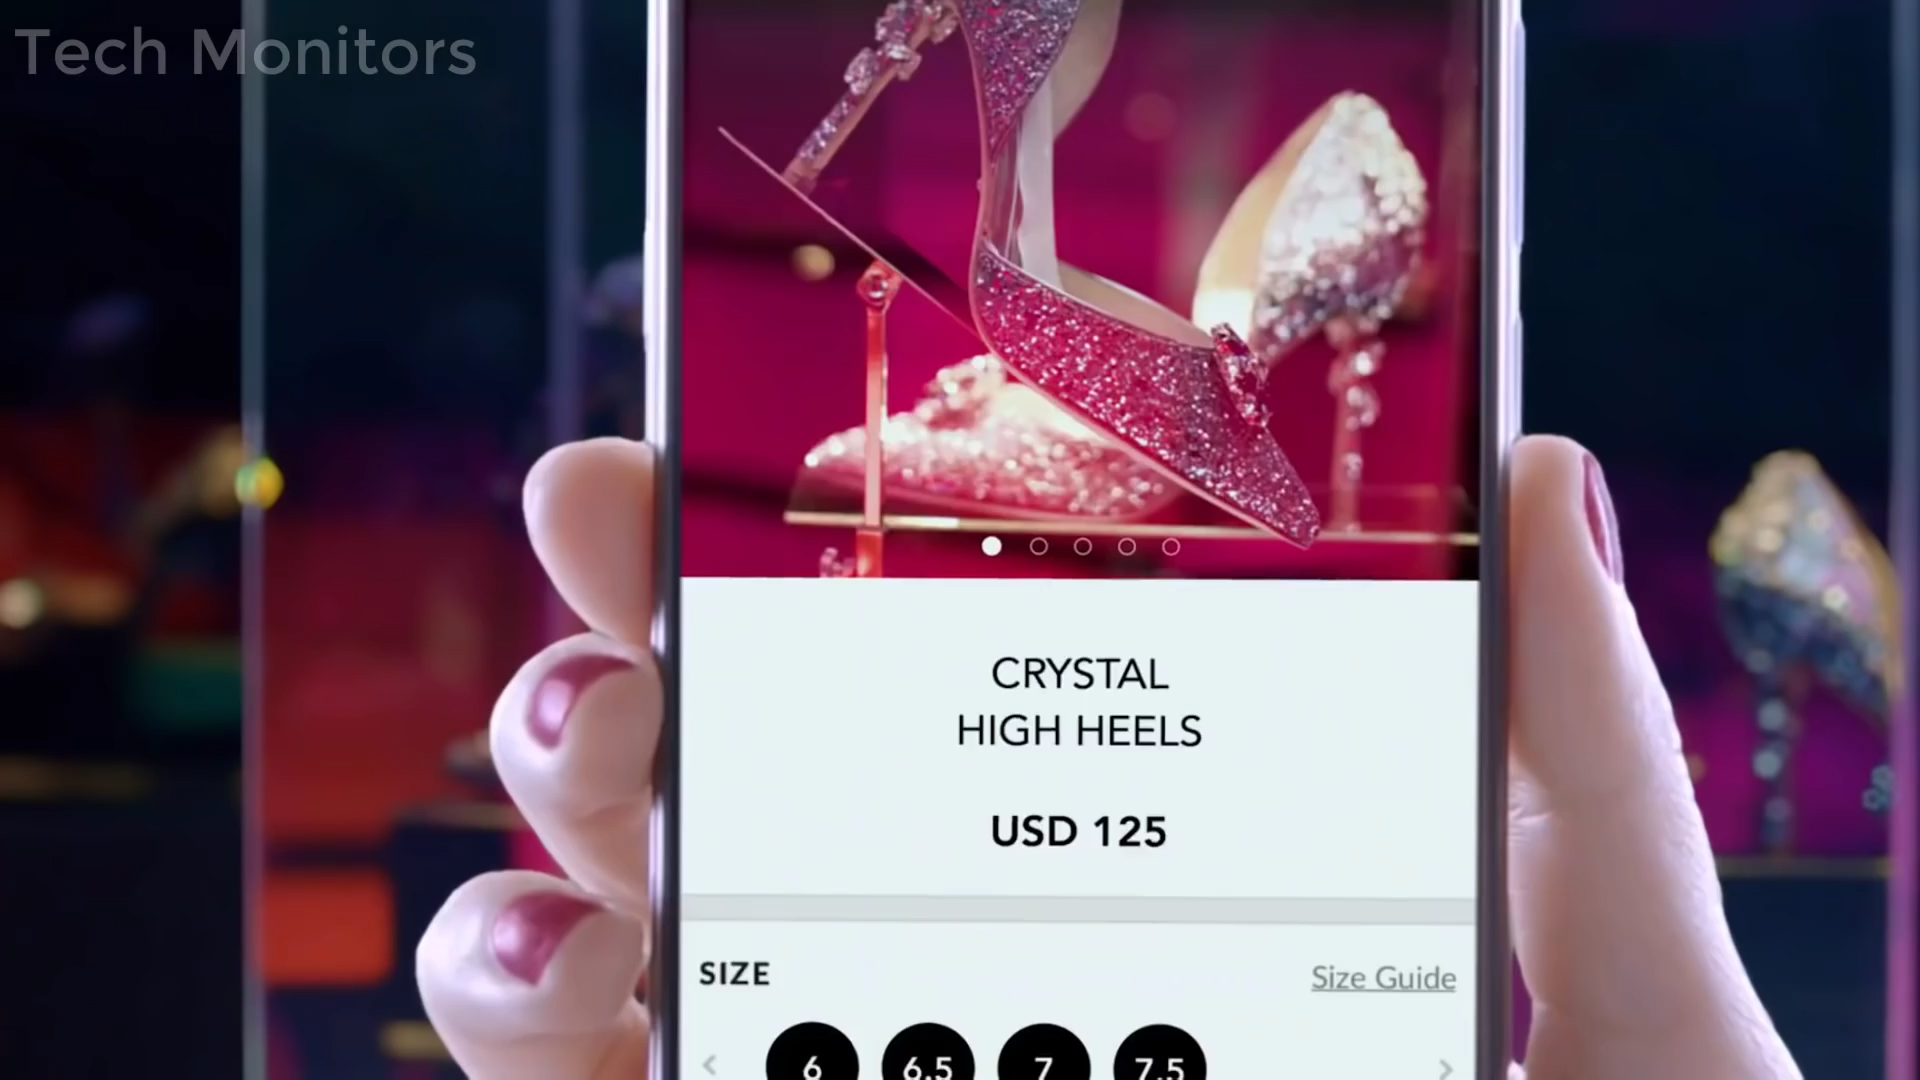 Tech Monitors
CRYSTAL
HIGH HEELS
USD 125
SIZE
Size Guide
6 6.5 7 7.5